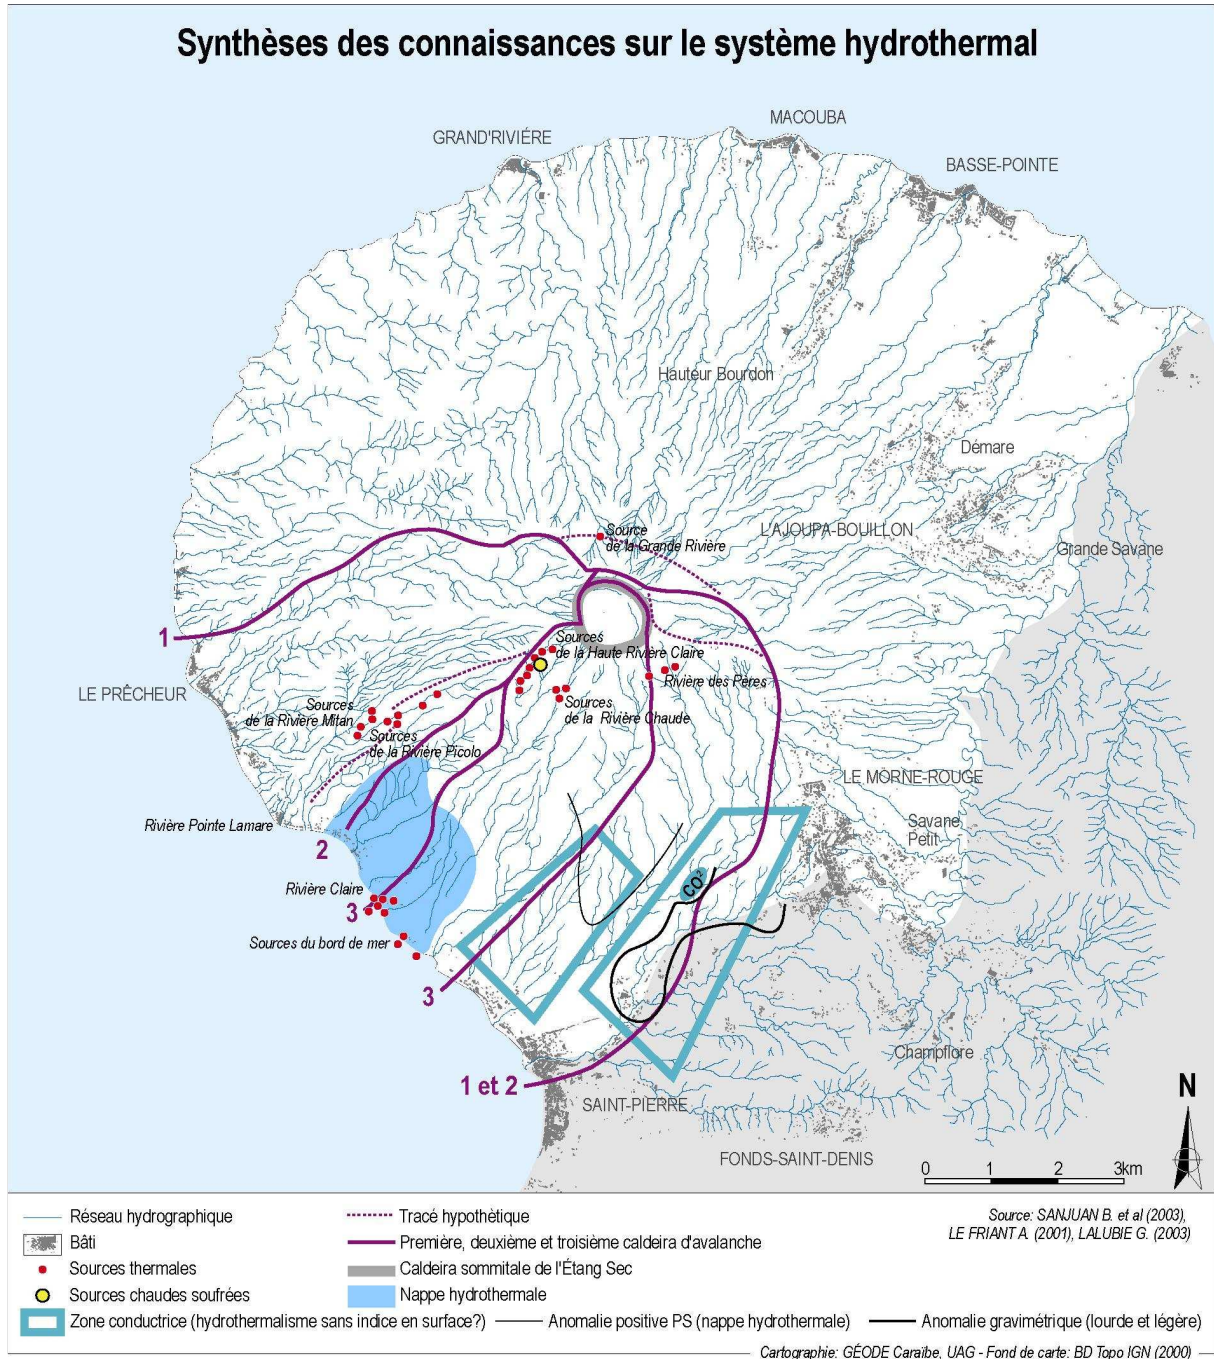 Synthèses des connaissances sur le système hydrothermal
MACOUBA
GRAND'RIVIÉRE
BASSE-POINTE
Hauteur Bourdon
Démare
Source
de la Grande Rivière
L'AJOUPA-BOUILLON
Grande Savane
1
Sources
de la Haute Rivière Claire
Rivière des Pères
LE PRÊCHEUR
Sources
de la Rivière Mitan
Sources
de la Rivière Chaude
Sources
de la Rivière Picolo
LE MORNE-ROUGE
Rivière Pointe Lamare
Savane
Petit
2
CO²
Rivière Claire
3
Sources du bord de mer
3
Champflore
1 et 2
SAINT-PIERRE
N
FONDS-SAINT-DENIS
0 1 2 3km
Réseau hydrographique
Bâti
Sources thermales
Sources chaudes soufrées
Tracé hypothètique
Première, deuxième et troisième caldeira d'avalanche
Caldeira sommitale de l'Étang Sec
Nappe hydrothermale
Source: SANJUAN B. et al (2003),
LE FRIANT A. (2001), LALUBIE G. (2003)
Zone conductrice (hydrothermalisme sans indice en surface?)
Anomalie positive PS (nappe hydrothermale)
Anomalie gravimétrique (lourde et légère)
Cartographie: GÉODE Caraïbe, UAG - Fond de carte: BD Topo IGN (2000)